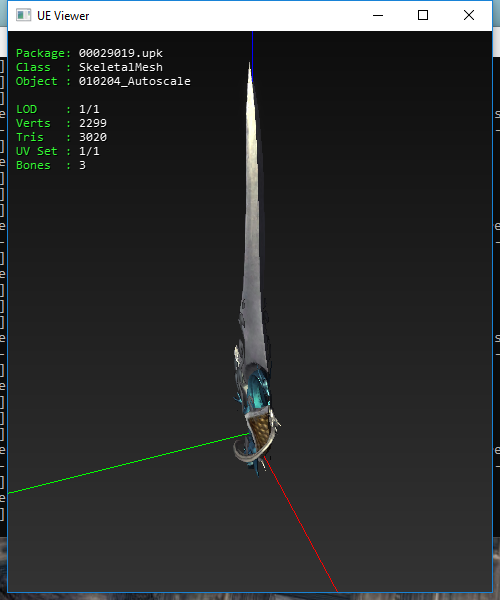 UE Viewer
Package: 00029019.upk
Class : SkeletalMesh
Object : 010204_Autoscale
LOD : 1/1
Verts : 2299
Tris : 3020
UV Set : 1/1
Bones : 3